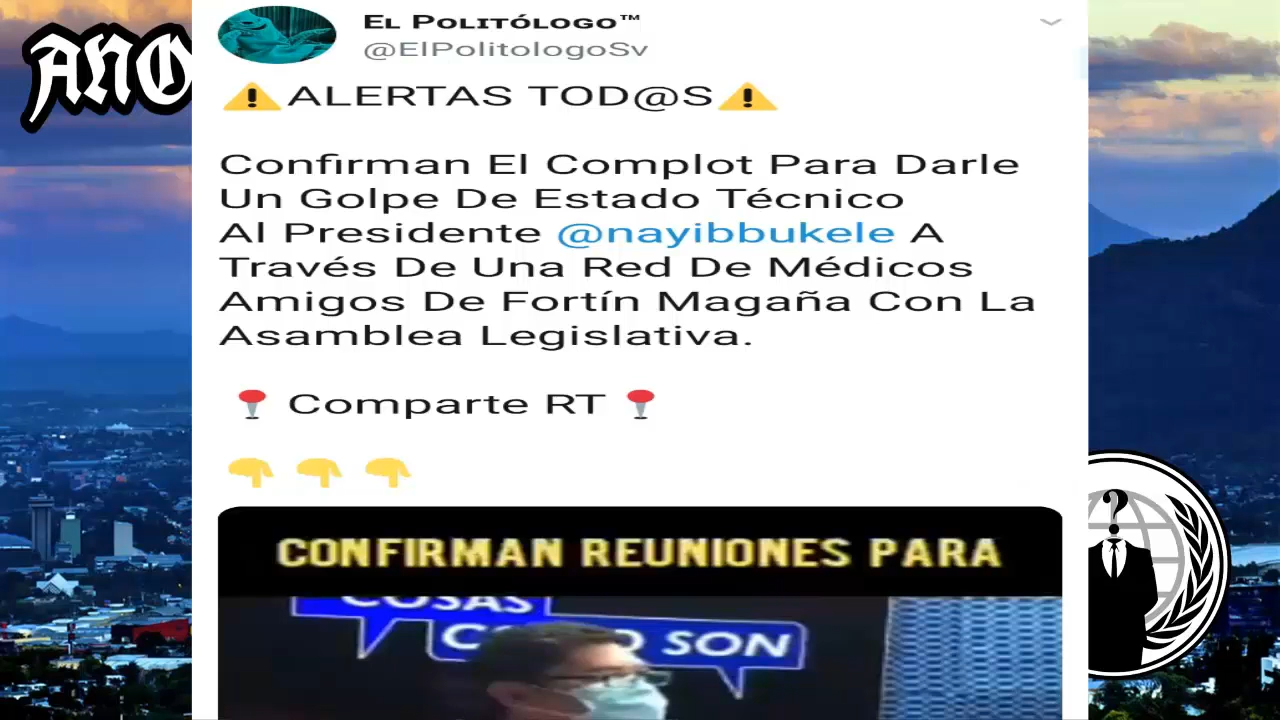 ANO
EL POLITÓLOGO™
@ElPolitologoSv
⚠️ALERTAS TOD@S⚠️
Confirman El Complot Para Darle
Un Golpe De Estado Técnico
Al Presidente @nayibbukele A
Través De Una Red De Médicos
Amigos De Fortín Magaña Con La
Asamblea Legislativa.
📍 Comparte RT 📍
👇 👇 👇
CONFIRMAN REUNIONES PARA
COSAS
SON
?